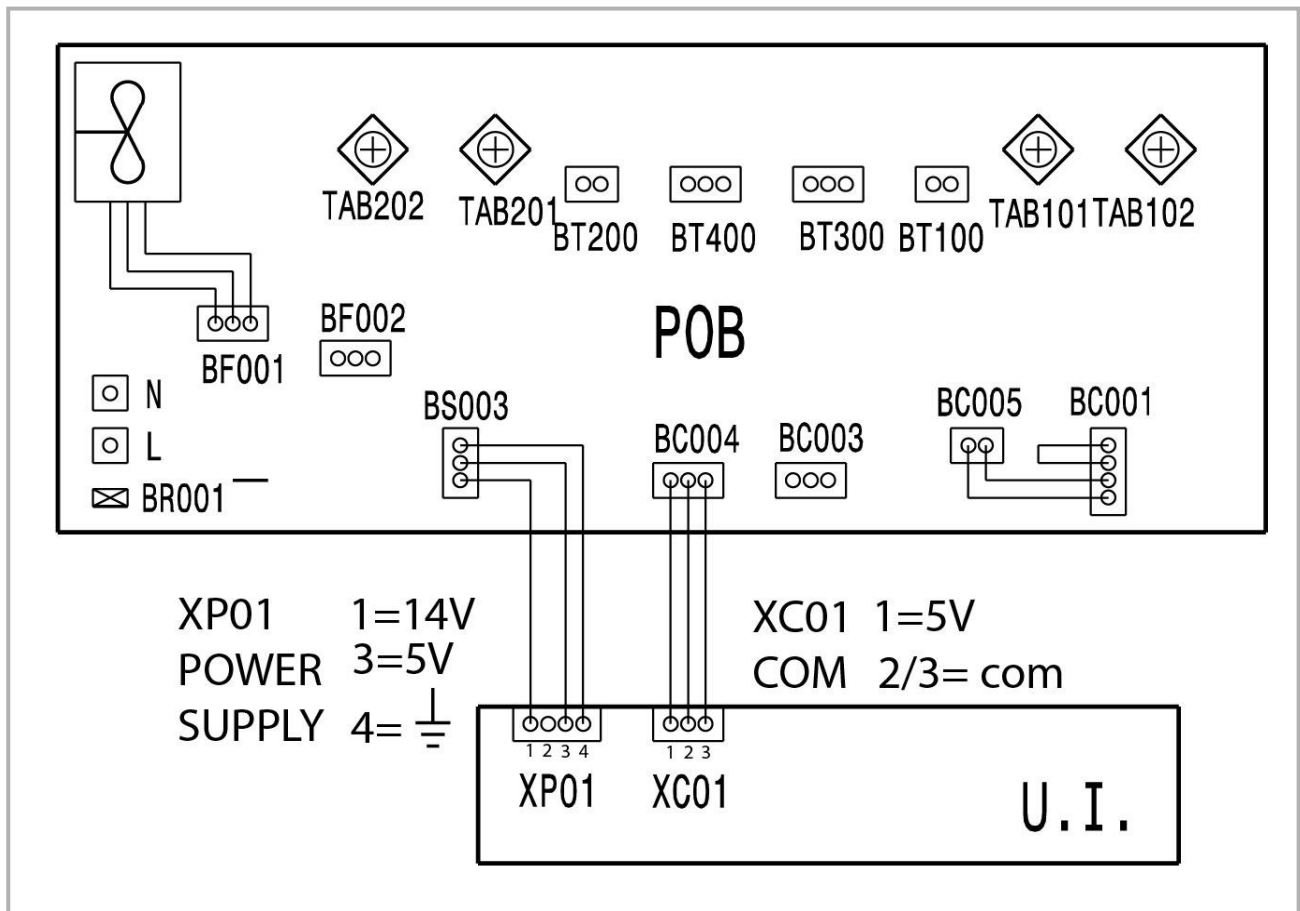 TAB202
TAB201
BT200
BT400
BT300
BT100
TAB101
TAB102
BF001
BF002
POB
N
L
BR001
BS003
BC004
BC003
BC005
BC001
XP01 1=14V
POWER 3=5V
SUPPLY 4=
XC01 1=5V
COM 2/3= com
1 2 3 4
XP01
1 2 3
XC01
U.I.